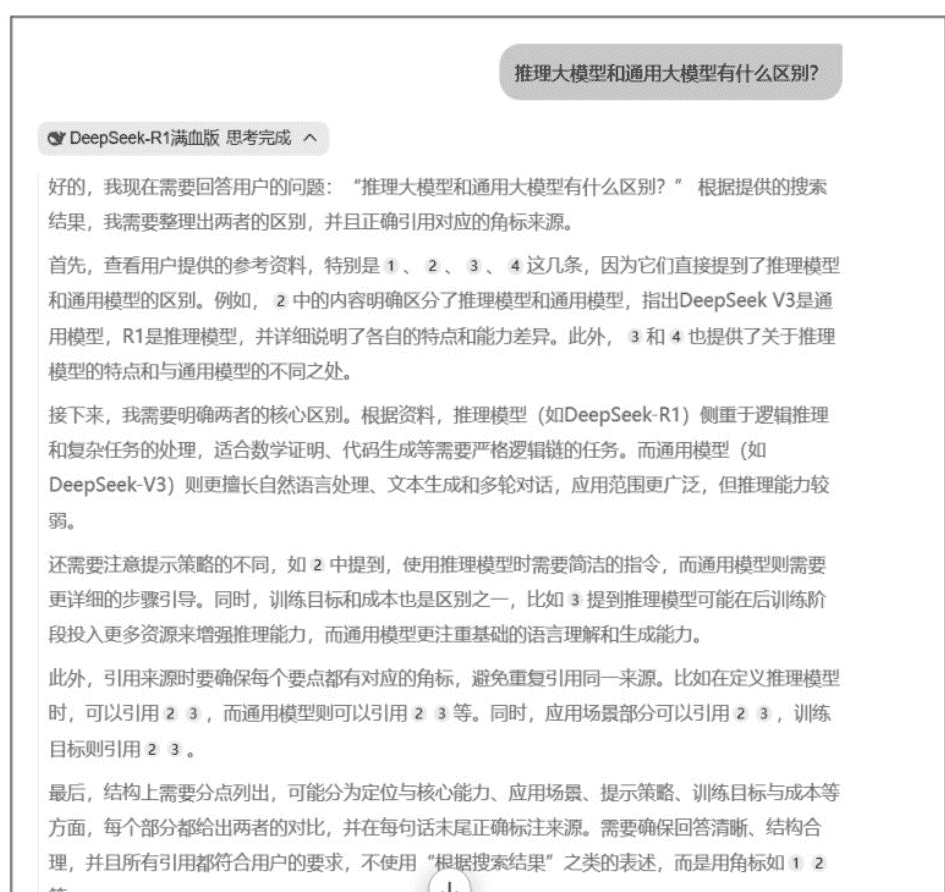 推理大模型和通用大模型有什么区别？
DeepSeek-R1满血版 思考完成
好的，我现在需要回答用户的问题：“推理大模型和通用大模型有什么区别？” 根据提供的搜索
结果，我需要整理出两者的区别，并且正确引用对应的角标来源。
首先，查看用户提供的参考资料，特别是 1 、 2 、 3 、 4 这几条，因为它们直接提到了推理模型
和通用模型的区别。例如， 2 中的内容明确区分了推理模型和通用模型，指出DeepSeek V3是通
用模型，R1是推理模型，并详细说明了各自的特点和能力差异。此外， 3 和 4 也提供了关于推理
模型的特点和与通用模型的不同之处。
接下来，我需要明确两者的核心区别。根据资料，推理模型（如DeepSeek-R1）侧重于逻辑推理
和复杂任务的处理，适合数学证明、代码生成等需要严格逻辑链的任务。而通用模型（如
DeepSeek-V3）则更擅长自然语言处理、文本生成和多轮对话，应用范围更广泛，但推理能力较
弱。
还需要注意提示策略的不同，如 2 中提到，使用推理模型时需要简洁的指令，而通用模型则需要
更详细的步骤引导。同时，训练目标和成本也是区别之一，比如 3 提到推理模型可能在后训练阶
段投入更多资源来增强推理能力，而通用模型更注重基础的语言理解和生成能力。
此外，引用来源时要确保每个要点都有对应的角标，避免重复引用同一来源。比如在定义推理模型
时，可以引用 2 3 ，而通用模型则可以引用 2 3 等。同时，应用场景部分可以引用 2 3 ，训练
目标则引用 2 3 。
最后，结构上需要分点列出，可能分为定位与核心能力、应用场景、提示策略、训练目标与成本等
方面，每个部分都给出两者的对比，并在每句话末尾正确标注来源。需要确保回答清晰、结构合
理，并且所有引用都符合用户的要求，不使用“根据搜索结果”之类的表述，而是用角标如 1 2